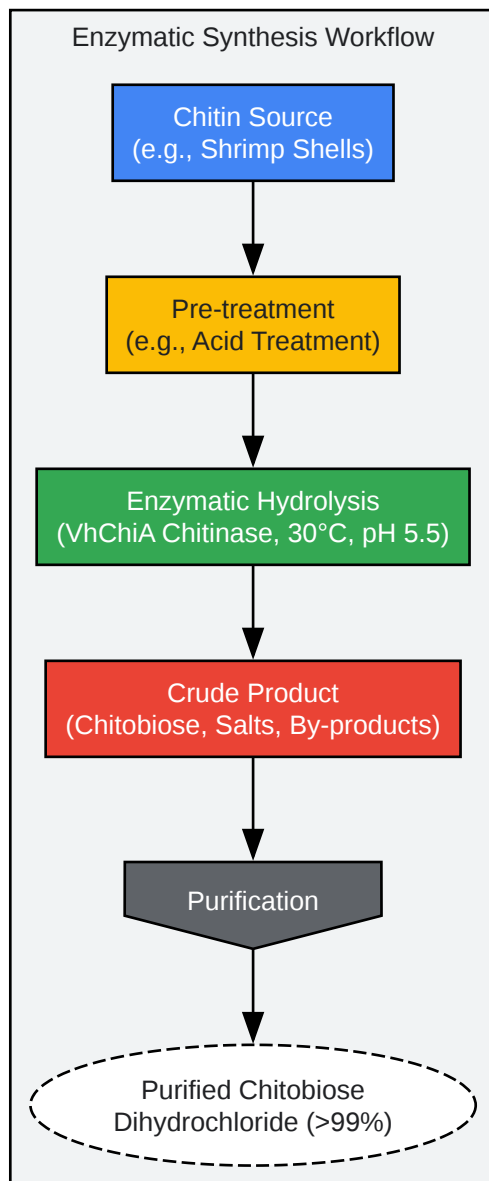 Enzymatic Synthesis Workflow
Chitin Source
(e.g., Shrimp Shells)
Pre-treatment
(e.g., Acid Treatment)
Enzymatic Hydrolysis
(VhChiA Chitinase, 30°C, pH 5.5)
Crude Product
(Chitobiose, Salts, By-products)
Purification
Purified Chitobiose
Dihydrochloride (>99%)